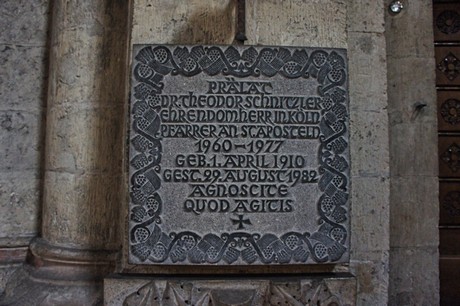 PRÄLAT
DR. THEODOR SCHNITZLER
EHRENDOMHERR IN KÖLN
PFARRER AN ST. APOSTELN
1960–1977
GEB. 1. APRIL 1910
GEST. 29. AUGUST 1982
AGNOSCITE
QUOD AGITIS